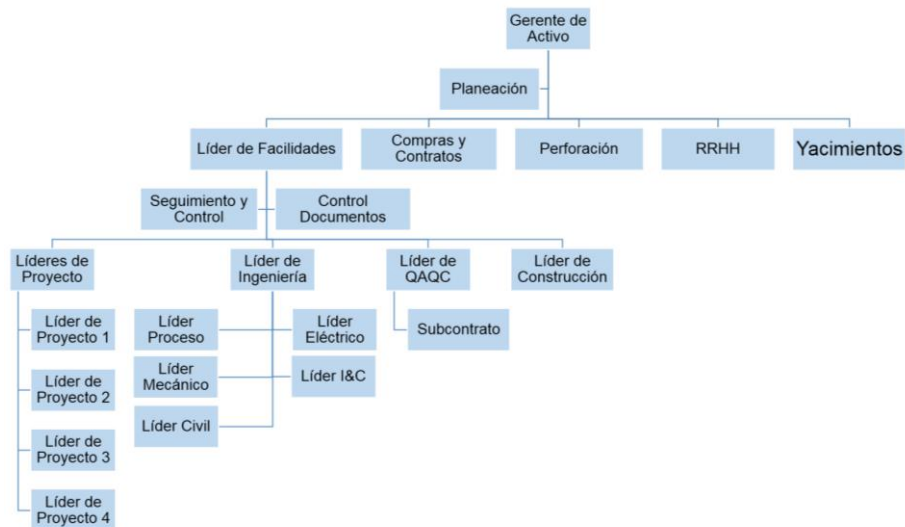 Gerente de
Activo
Planeación
Líder de Facilidades
Compras y
Contratos
Perforación
RRHH
Yacimientos
Seguimiento y
Control
Control
Documentos
Líderes de
Proyecto
Líder de
Ingeniería
Líder de
QAQC
Líder de
Construcción
Líder de
Proyecto 1
Líder
Proceso
Líder
Eléctrico
Subcontrato
Líder de
Proyecto 2
Líder
Mecánico
Líder I&C
Líder de
Proyecto 3
Líder Civil
Líder de
Proyecto 4